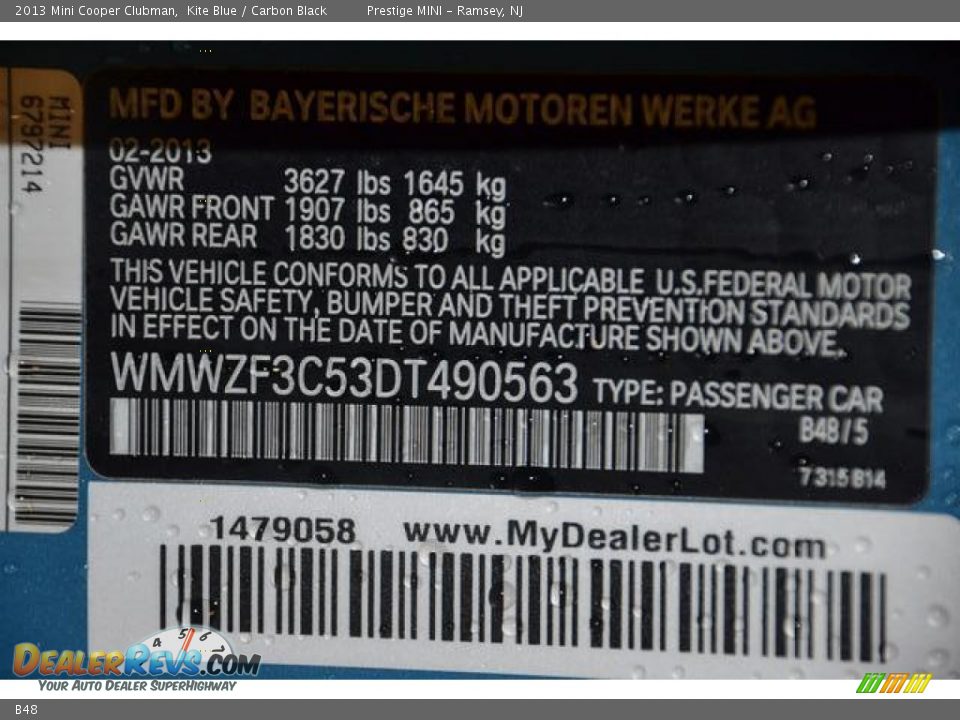 2013 Mini Cooper Clubman, Kite Blue / Carbon Black Prestige MINI - Ramsey, NJ
MINI
6797214
MFD BY BAYERISCHE MOTOREN WERKE AG
02-2013
GVWR 3627 lbs 1645 kg
GAWR FRONT 1907 lbs 865 kg
GAWR REAR 1830 lbs 830 kg
THIS VEHICLE CONFORMS TO ALL APPLICABLE U.S.FEDERAL MOTOR
VEHICLE SAFETY, BUMPER AND THEFT PREVENTION STANDARDS
IN EFFECT ON THE DATE OF MANUFACTURE SHOWN ABOVE.
WMWZF3C53DT490563 TYPE: PASSENGER CAR
B48/5
7315814
1479058 www.MyDealerLot.com
4 5 6 7
DEALERREVS.COM
YOUR AUTO DEALER SUPERHIGHWAY
B48